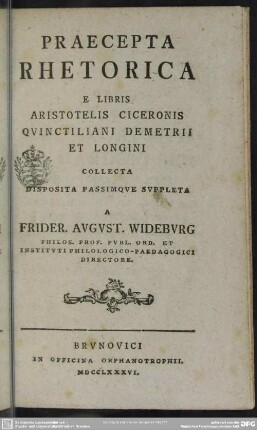 PRAECEPTA
RHETORICA
E LIBRIS
ARISTOTELIS CICERONIS
QVINCTILIANI DEMETRII
ET LONGINI
COLLECTA
DISPOSITA PASSIMQVE SVPPLETA
A
FRIDER. AVGVST. WIDEBVRG
PHILOS. PROF. PVBL. ORD. ET
INSTITVTI PHILOLOGICO-PAEDAGOGICI
DIRECTORE.
BRVNOVICI
IN OFFICINA ORPHANOTROPHII.
MDCCLXXXVI.